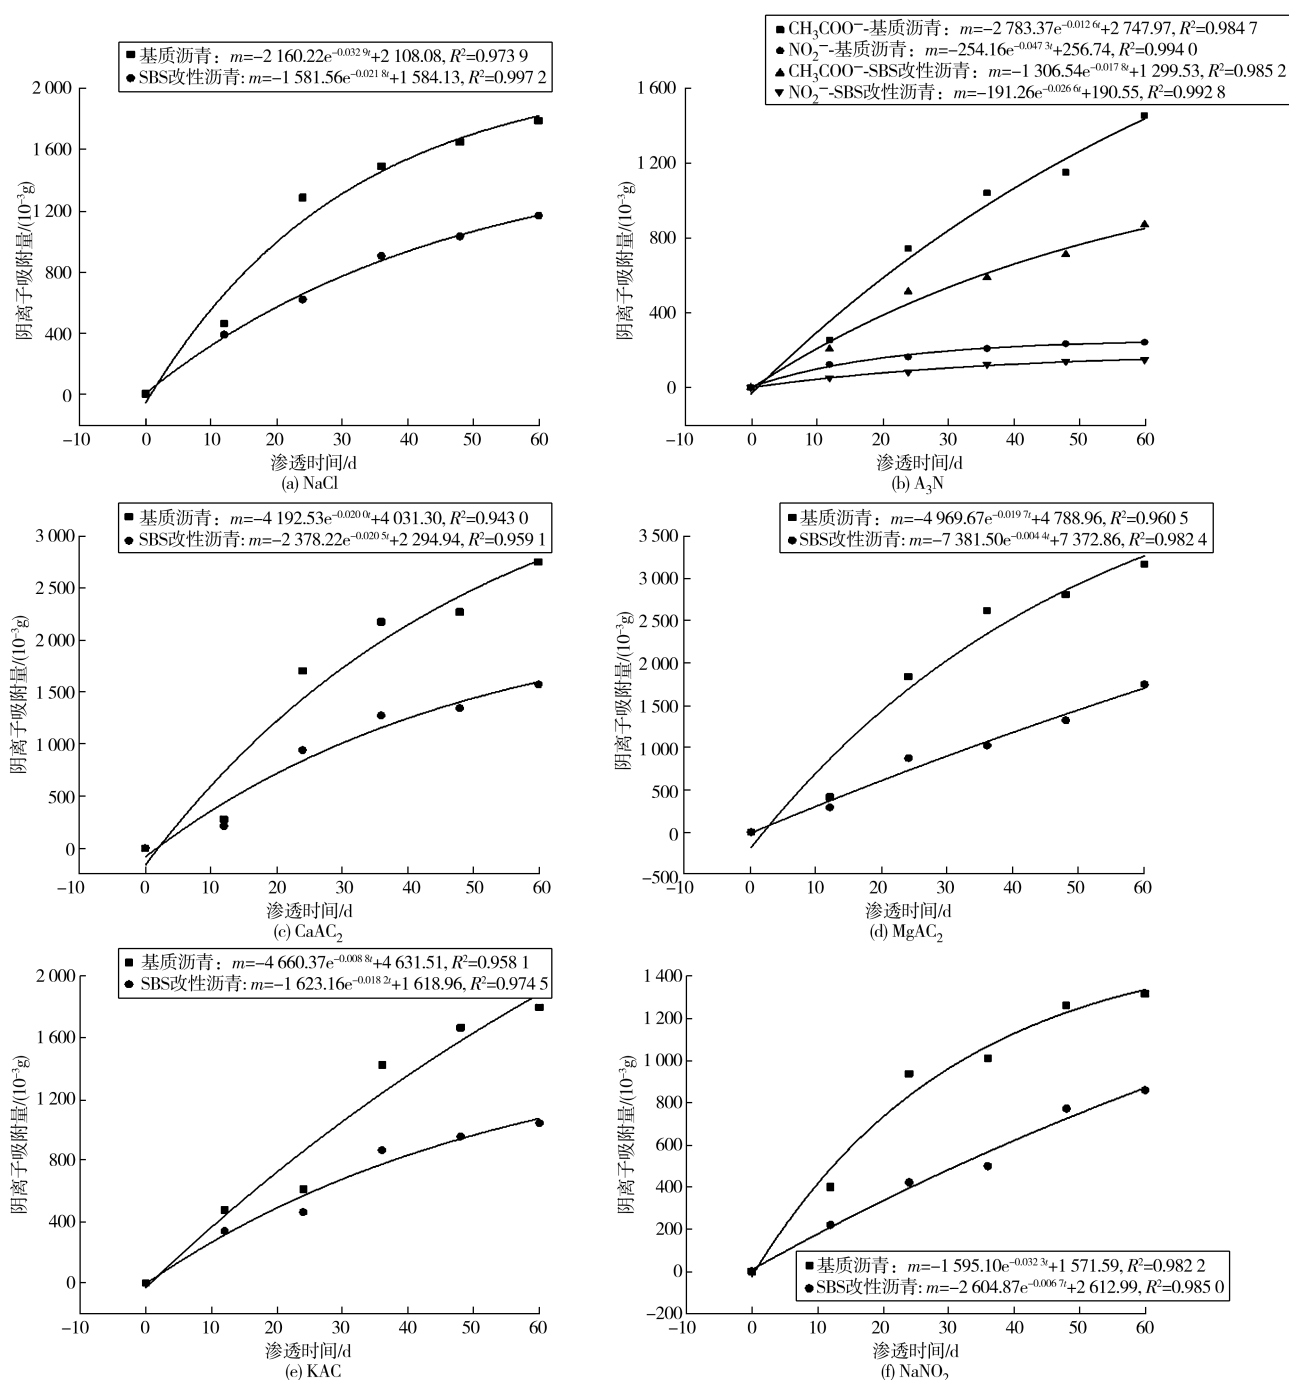 基质沥青：m=−2 160.22e^−0.032 9t+2 108.08, R²=0.973 9
SBS改性沥青：m=−1 581.56e^−0.021 8t+1 584.13, R²=0.997 2
2 000
1 600
1 200
800
400
0
−10
0
10
20
30
40
50
60
阴离子吸附量/(10⁻³g)
渗透时间/d
(a) NaCl
CH₃COO⁻-基质沥青：m=−2 783.37e^−0.012 6t+2 747.97, R²=0.984 7
NO₂⁻-基质沥青：m=−254.16e^−0.047 3t+256.74, R²=0.994 0
CH₃COO⁻-SBS改性沥青：m=−1 306.54e^−0.017 8t+1 299.53, R²=0.985 2
NO₂⁻-SBS改性沥青：m=−191.26e^−0.026 6t+190.55, R²=0.992 8
1 600
1 200
800
400
0
−10
0
10
20
30
40
50
60
阴离子吸附量/(10⁻³g)
渗透时间/d
(b) A₃N
基质沥青：m=−4 192.53e^−0.020 0t+4 031.30, R²=0.943 0
SBS改性沥青: m=−2 378.22e^−0.020 5t+2 294.94, R²=0.959 1
3 000
2 500
2 000
1 500
1 000
500
0
−10
0
10
20
30
40
50
60
阴离子吸附量/(10⁻³g)
渗透时间/d
(c) CaAC₂
基质沥青：m=−4 969.67e^−0.019 7t+4 788.96, R²=0.960 5
SBS改性沥青: m=−7 381.50e^−0.004 4t+7 372.86, R²=0.982 4
3 500
3 000
2 500
2 000
1 500
1 000
500
0
−500
−10
0
10
20
30
40
50
60
阴离子吸附量/(10⁻³g)
渗透时间/d
(d) MgAC₂
基质沥青：m=−4 660.37e^−0.008 8t+4 631.51, R²=0.958 1
SBS改性沥青: m=−1 623.16e^−0.018 2t+1 618.96, R²=0.974 5
2 000
1 600
1 200
800
400
0
−10
0
10
20
30
40
50
60
阴离子吸附量/(10⁻³g)
渗透时间/d
(e) KAC
1 400
1 200
1 000
800
600
400
200
0
−200
基质沥青：m=−1 595.10e^−0.032 3t+1 571.59, R²=0.982 2
SBS改性沥青: m=−2 604.87e^−0.006 7t+2 612.99, R²=0.985 0
−10
0
10
20
30
40
50
60
阴离子吸附量/(10⁻³g)
渗透时间/d
(f) NaNO₂